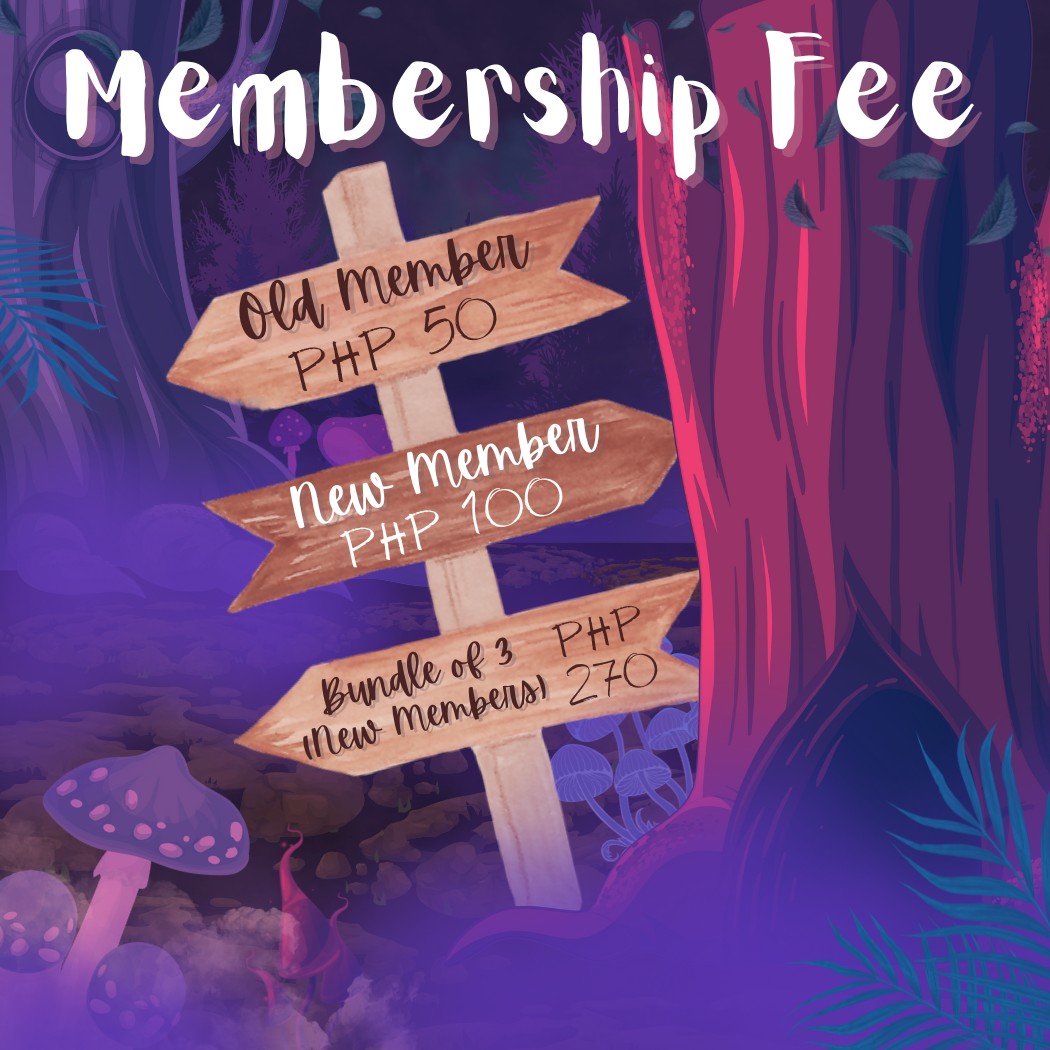 Membership Fee
Old Member
PHP 50
New Member
PHP 100
Bundle of 3
(New Members)
PHP
270